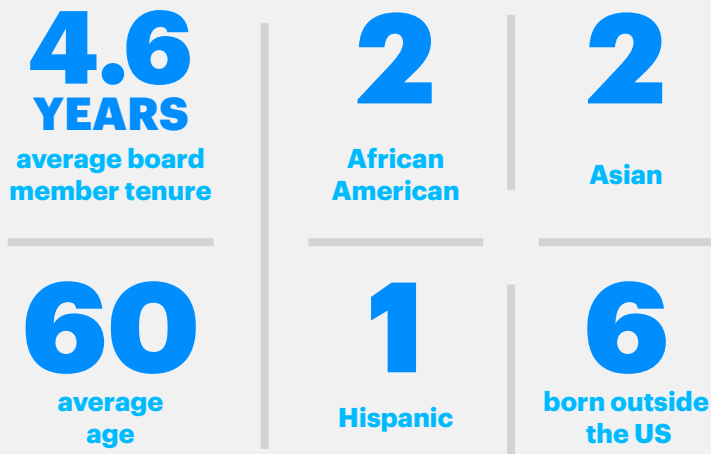 4.6
YEARS
average board
member tenure
2
African
American
2
Asian
60
average
age
1
Hispanic
6
born outside
the US